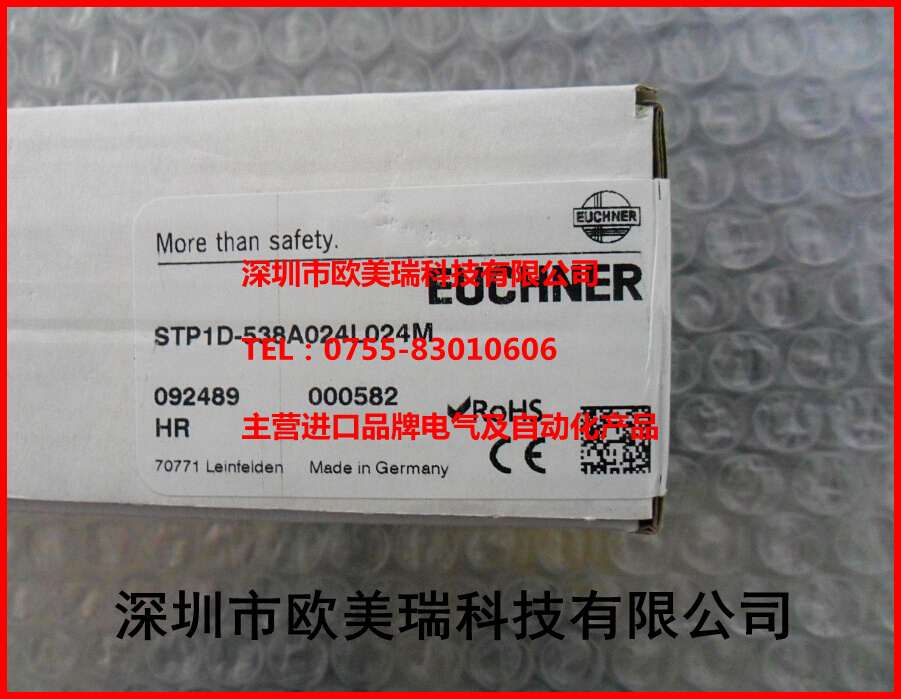 EUCHNER
More than safety.
深圳市欧美瑞科技有限公司
EUCHNER
STP1D-538A024L024M
TEL：0755-83010606
092489 000582
RoHS
HR
主营进口品牌电气及自动化产品
CE
70771 Leinfelden Made in Germany
深圳市欧美瑞科技有限公司